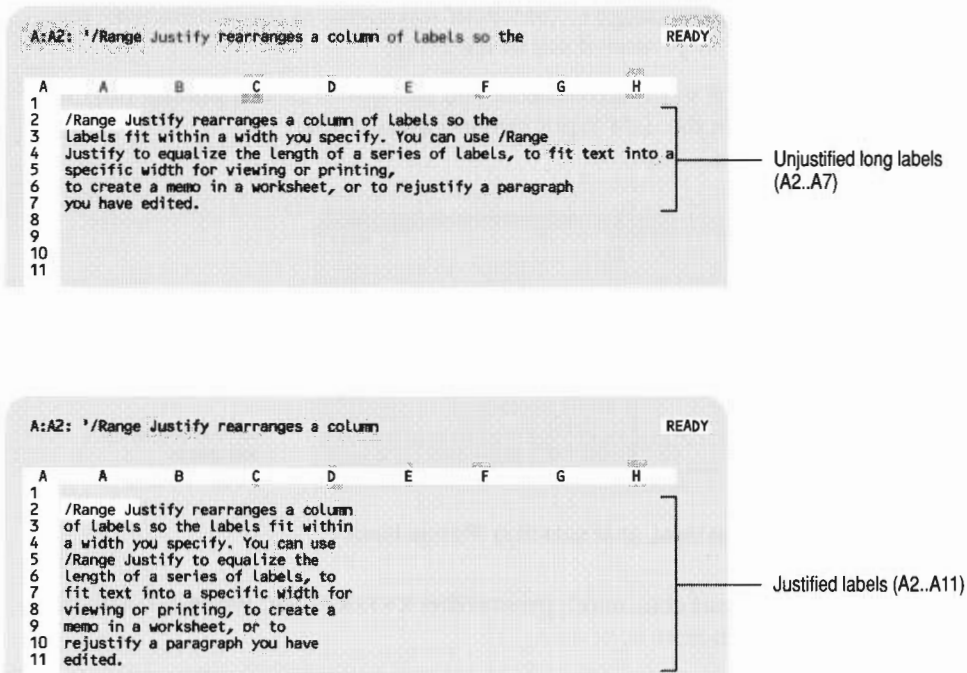 A:A2: '/Range Justify rearranges a column of labels so the READY
A A B C D E F G H
1
2 /Range Justify rearranges a column of labels so the
3 labels fit within a width you specify. You can use /Range
4 Justify to equalize the length of a series of labels, to fit text into a
5 specific width for viewing or printing,
6 to create a memo in a worksheet, or to rejustify a paragraph
7 you have edited.
8
9
10
11
Unjustified long labels
(A2..A7)
A:A2: '/Range Justify rearranges a column READY
A A B C D E F G H
1
2 /Range Justify rearranges a column
3 of labels so the labels fit within
4 a width you specify. You can use
5 /Range Justify to equalize the
6 length of a series of labels, to
7 fit text into a specific width for
8 viewing or printing, to create a
9 memo in a worksheet, or to
10 rejustify a paragraph you have
11 edited.
Justified labels (A2..A11)